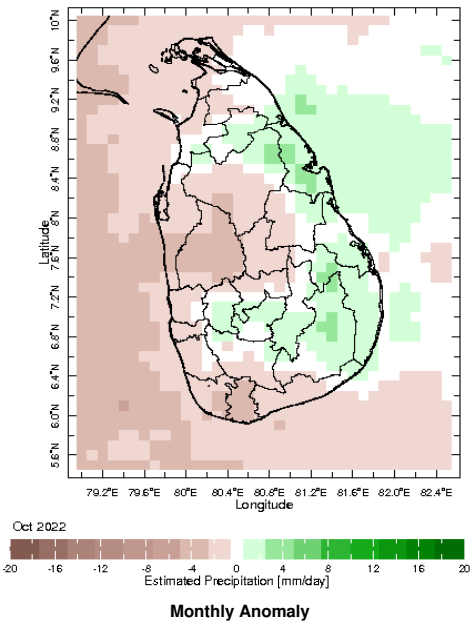 10°N
9.6°N
9.2°N
8.8°N
8.4°N
8°N
7.6°N
7.2°N
6.8°N
6.4°N
6.0°N
5.6°N
Latitude
79.2°E 79.6°E 80°E 80.4°E 80.8°E 81.2°E 81.6°E 82°E 82.4°E
Longitude
Oct 2022
-20 -16 -12 -8 -4 0 4 8 12 16 20
Estimated Precipitation [mm/day]
Monthly Anomaly